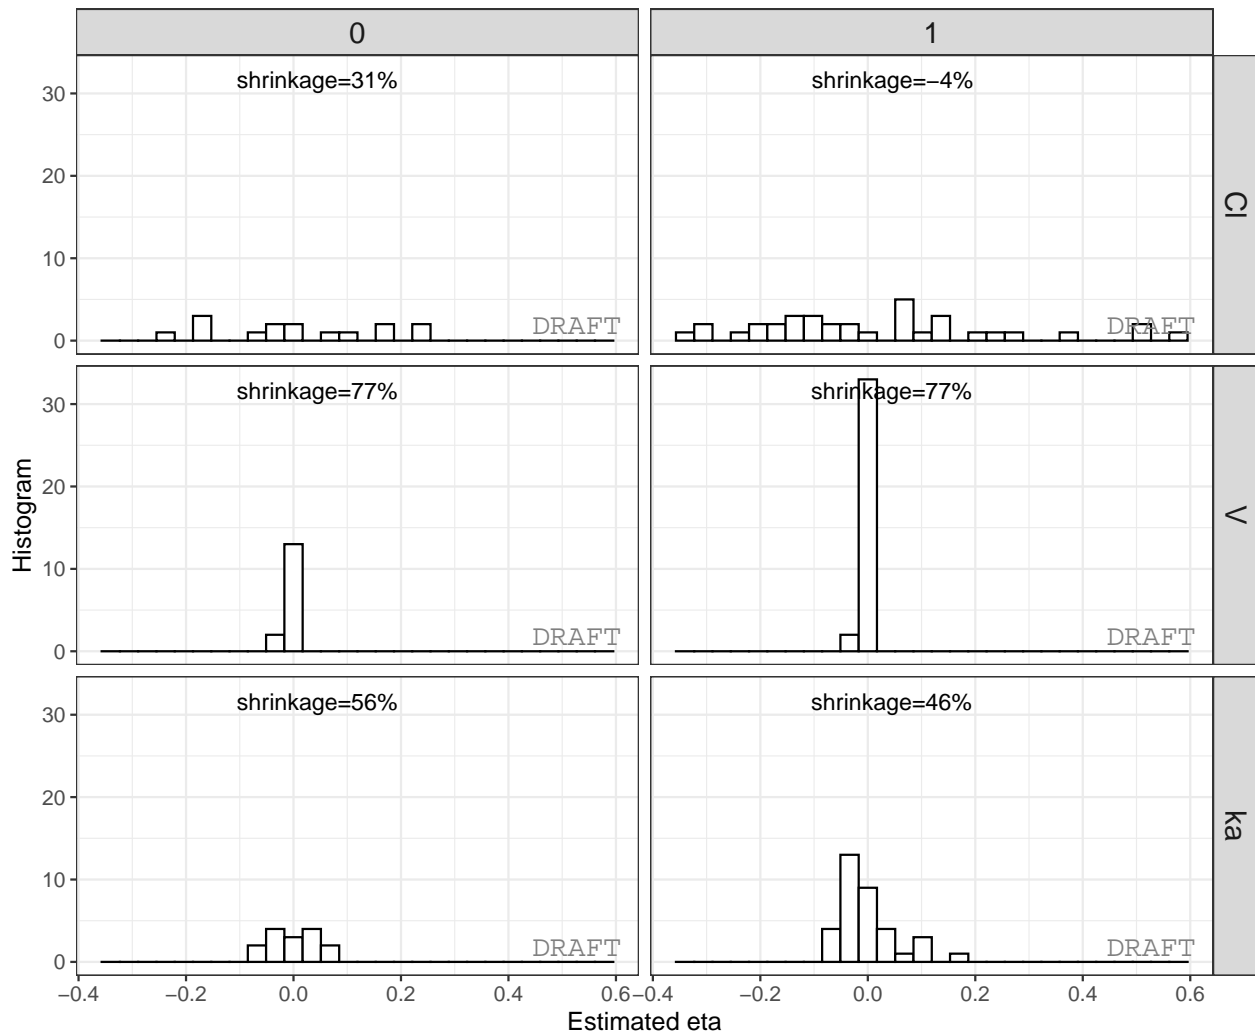 0 1
shrinkage=31% shrinkage=−4%
30
20
10
0
DRAFT DRAFT
Cl
shrinkage=77% shrinkage=77%
30
20
10
0
DRAFT DRAFT
V
Histogram
shrinkage=56% shrinkage=46%
30
20
10
0
DRAFT DRAFT
ka
−0.4 −0.2 0.0 0.2 0.4 0.6 −0.4 −0.2 0.0 0.2 0.4 0.6
Estimated eta